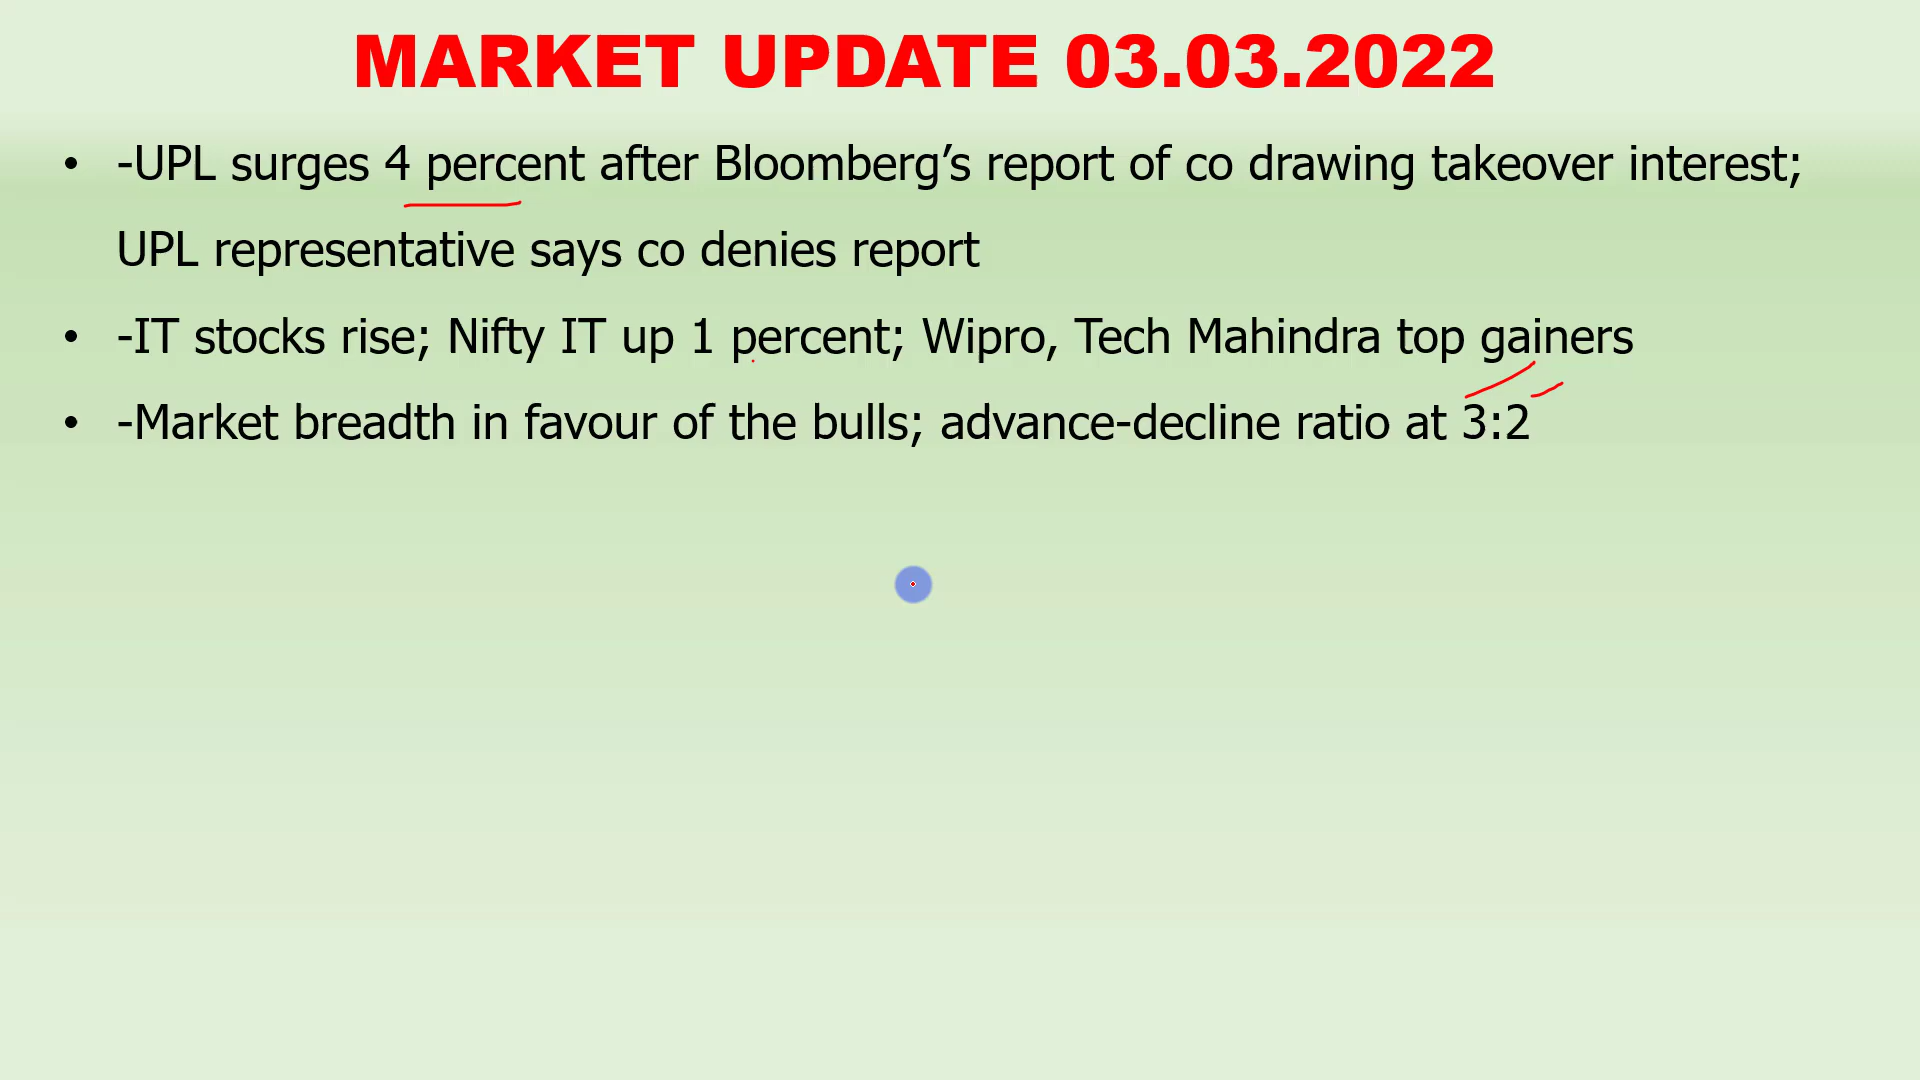 MARKET UPDATE 03.03.2022
• -UPL surges 4 percent after Bloomberg’s report of co drawing takeover interest;
UPL representative says co denies report
• -IT stocks rise; Nifty IT up 1 percent; Wipro, Tech Mahindra top gainers
• -Market breadth in favour of the bulls; advance-decline ratio at 3:2